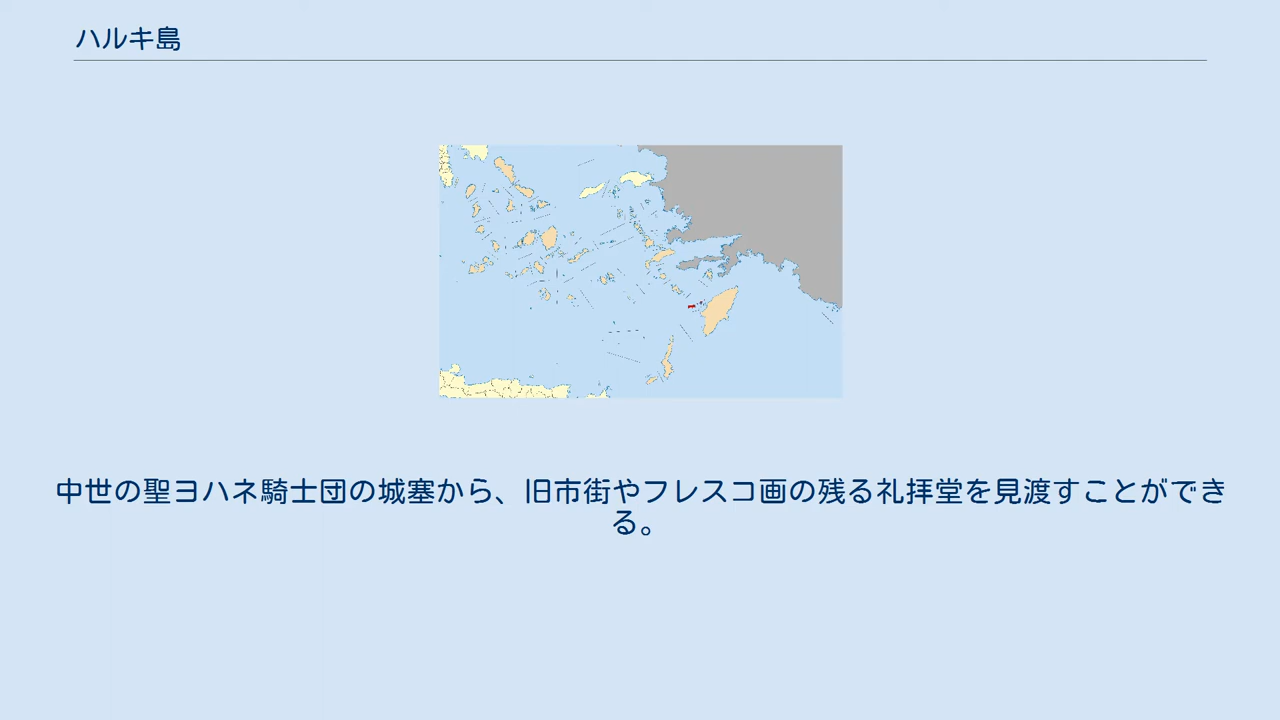 ハルキ島
中世の聖ヨハネ騎士団の城塞から、旧市街やフレスコ画の残る礼拝堂を見渡すことができ
る。